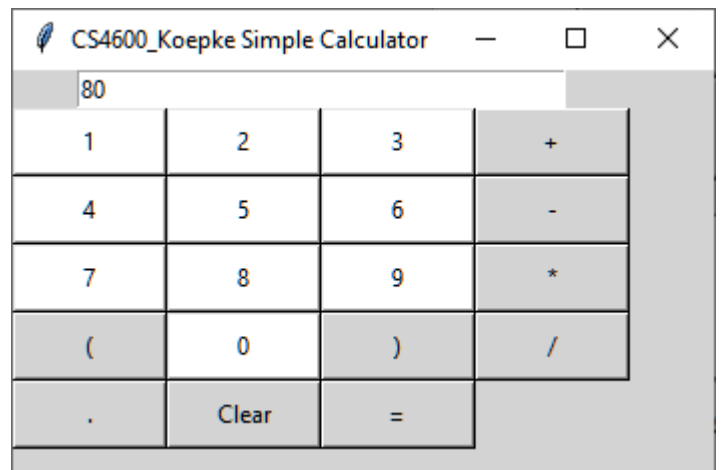 CS4600_Koepke Simple Calculator
80
1 2 3 +
4 5 6 -
7 8 9 *
( 0 ) /
. Clear =